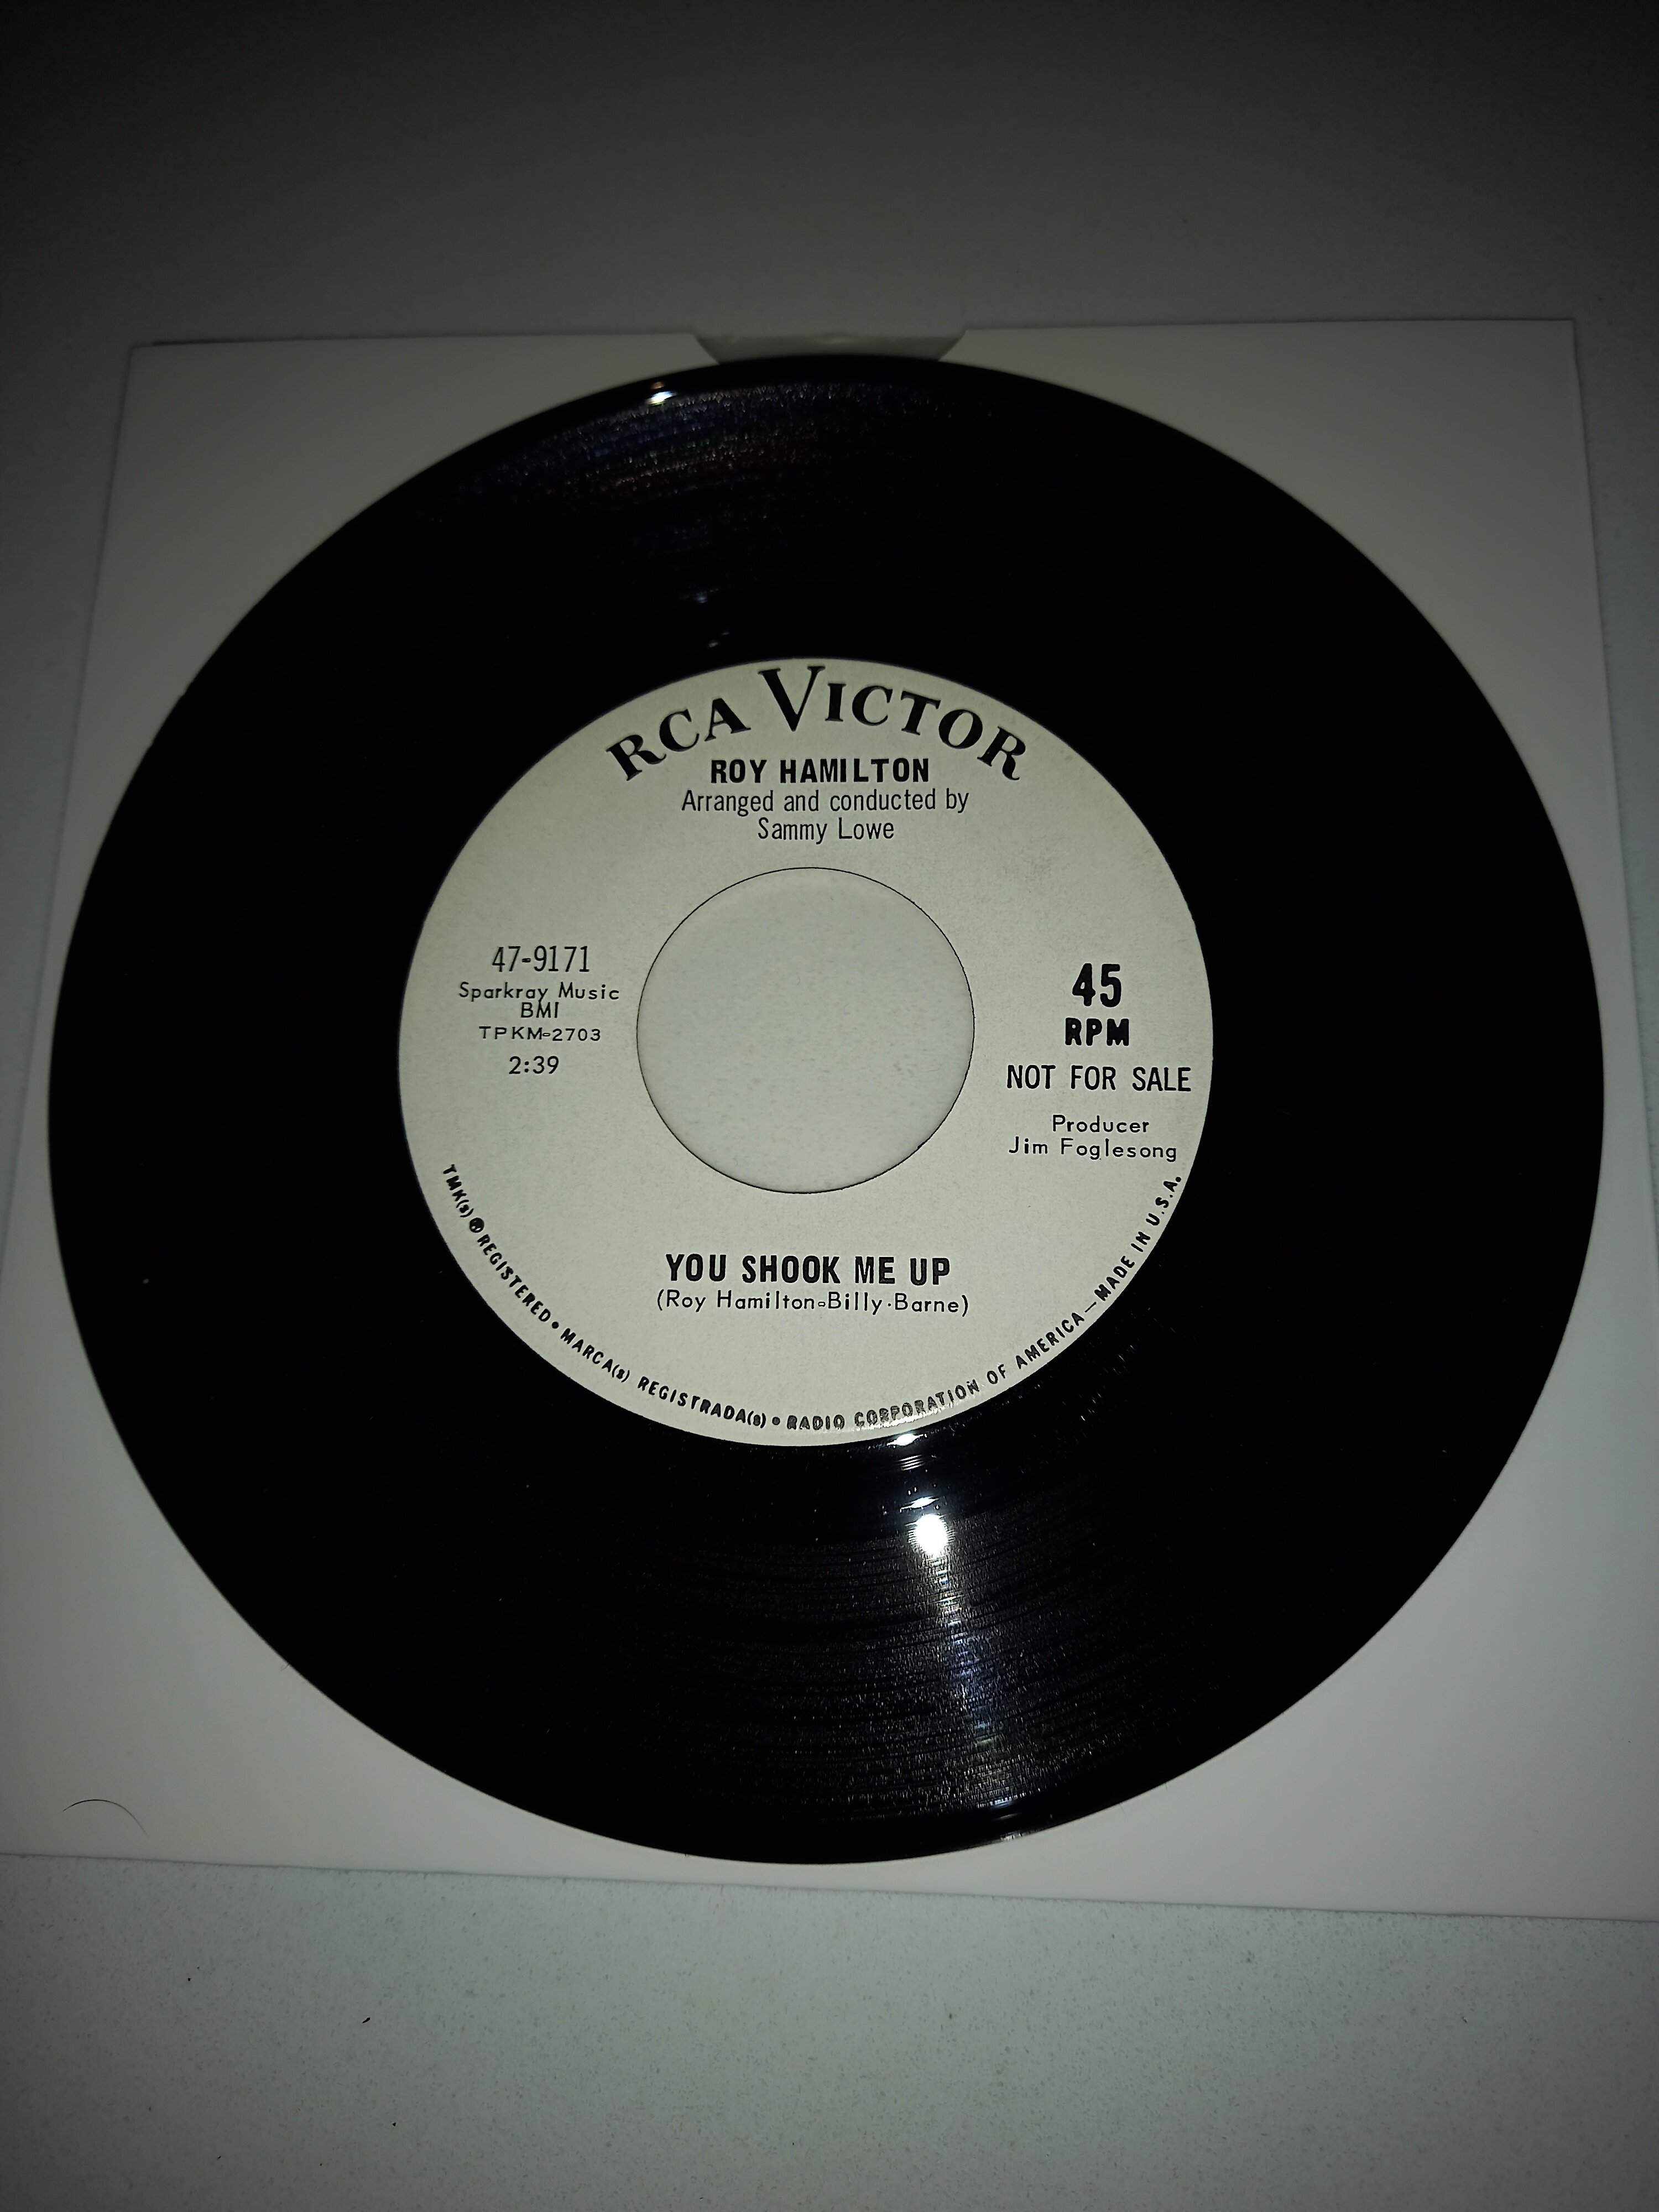 RCA VICTOR
ROY HAMILTON
Arranged and conducted by
Sammy Lowe
47-9171
Sparkray Music
BMI
TPKM-2703
2:39
45
RPM
NOT FOR SALE
Producer
Jim Foglesong
YOU SHOOK ME UP
(Roy Hamilton-Billy·Barne)
TMK(s) ® REGISTERED • MARCA(s) REGISTRADA(s) • RADIO CORPORATION OF AMERICA—MADE IN U.S.A.